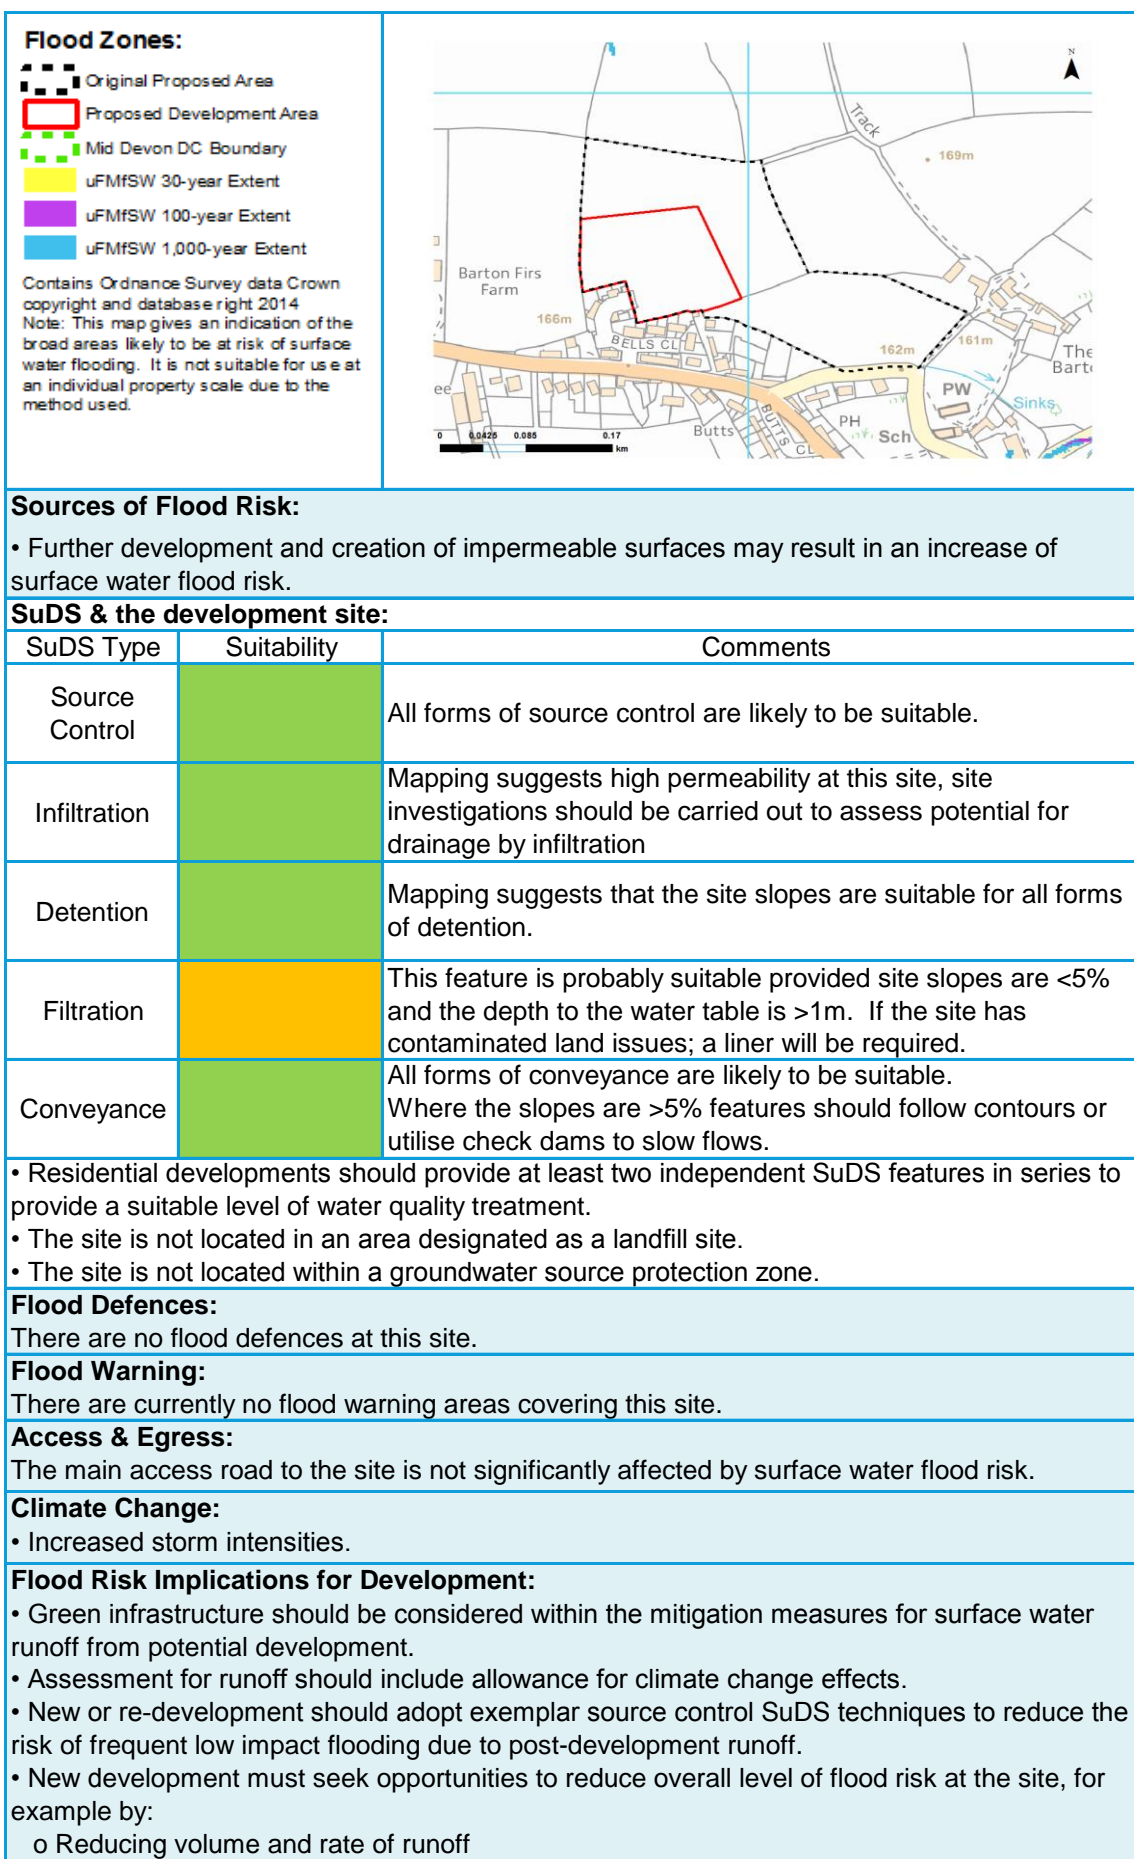 Flood Zones:
Original Proposed Area
Proposed Development Area
Mid Devon DC Boundary
uFMfSW 30-year Extent
uFMfSW 100-year Extent
uFMfSW 1,000-year Extent
Contains Ordnance Survey data Crown
copyright and database right 2014
Note: This map gives an indication of the
broad areas likely to be at risk of surface
water flooding. It is not suitable for use at
an individual property scale due to the
method used.
N
Track
169m
Barton Firs
Farm
166m
BELLS CL
162m
161m
The
Barto
PW
Sinks
ee
Butts
BUTTS
CL
PH
Sch
0 0.0425 0.085 0.17
km
Sources of Flood Risk:
• Further development and creation of impermeable surfaces may result in an increase of
surface water flood risk.
SuDS & the development site:
SuDS Type Suitability Comments
Source
Control
All forms of source control are likely to be suitable.
Infiltration
Mapping suggests high permeability at this site, site
investigations should be carried out to assess potential for
drainage by infiltration
Detention
Mapping suggests that the site slopes are suitable for all forms
of detention.
Filtration
This feature is probably suitable provided site slopes are <5%
and the depth to the water table is >1m. If the site has
contaminated land issues; a liner will be required.
Conveyance
All forms of conveyance are likely to be suitable.
Where the slopes are >5% features should follow contours or
utilise check dams to slow flows.
• Residential developments should provide at least two independent SuDS features in series to
provide a suitable level of water quality treatment.
• The site is not located in an area designated as a landfill site.
• The site is not located within a groundwater source protection zone.
Flood Defences:
There are no flood defences at this site.
Flood Warning:
There are currently no flood warning areas covering this site.
Access & Egress:
The main access road to the site is not significantly affected by surface water flood risk.
Climate Change:
• Increased storm intensities.
Flood Risk Implications for Development:
• Green infrastructure should be considered within the mitigation measures for surface water
runoff from potential development.
• Assessment for runoff should include allowance for climate change effects.
• New or re-development should adopt exemplar source control SuDS techniques to reduce the
risk of frequent low impact flooding due to post-development runoff.
• New development must seek opportunities to reduce overall level of flood risk at the site, for
example by:
o Reducing volume and rate of runoff